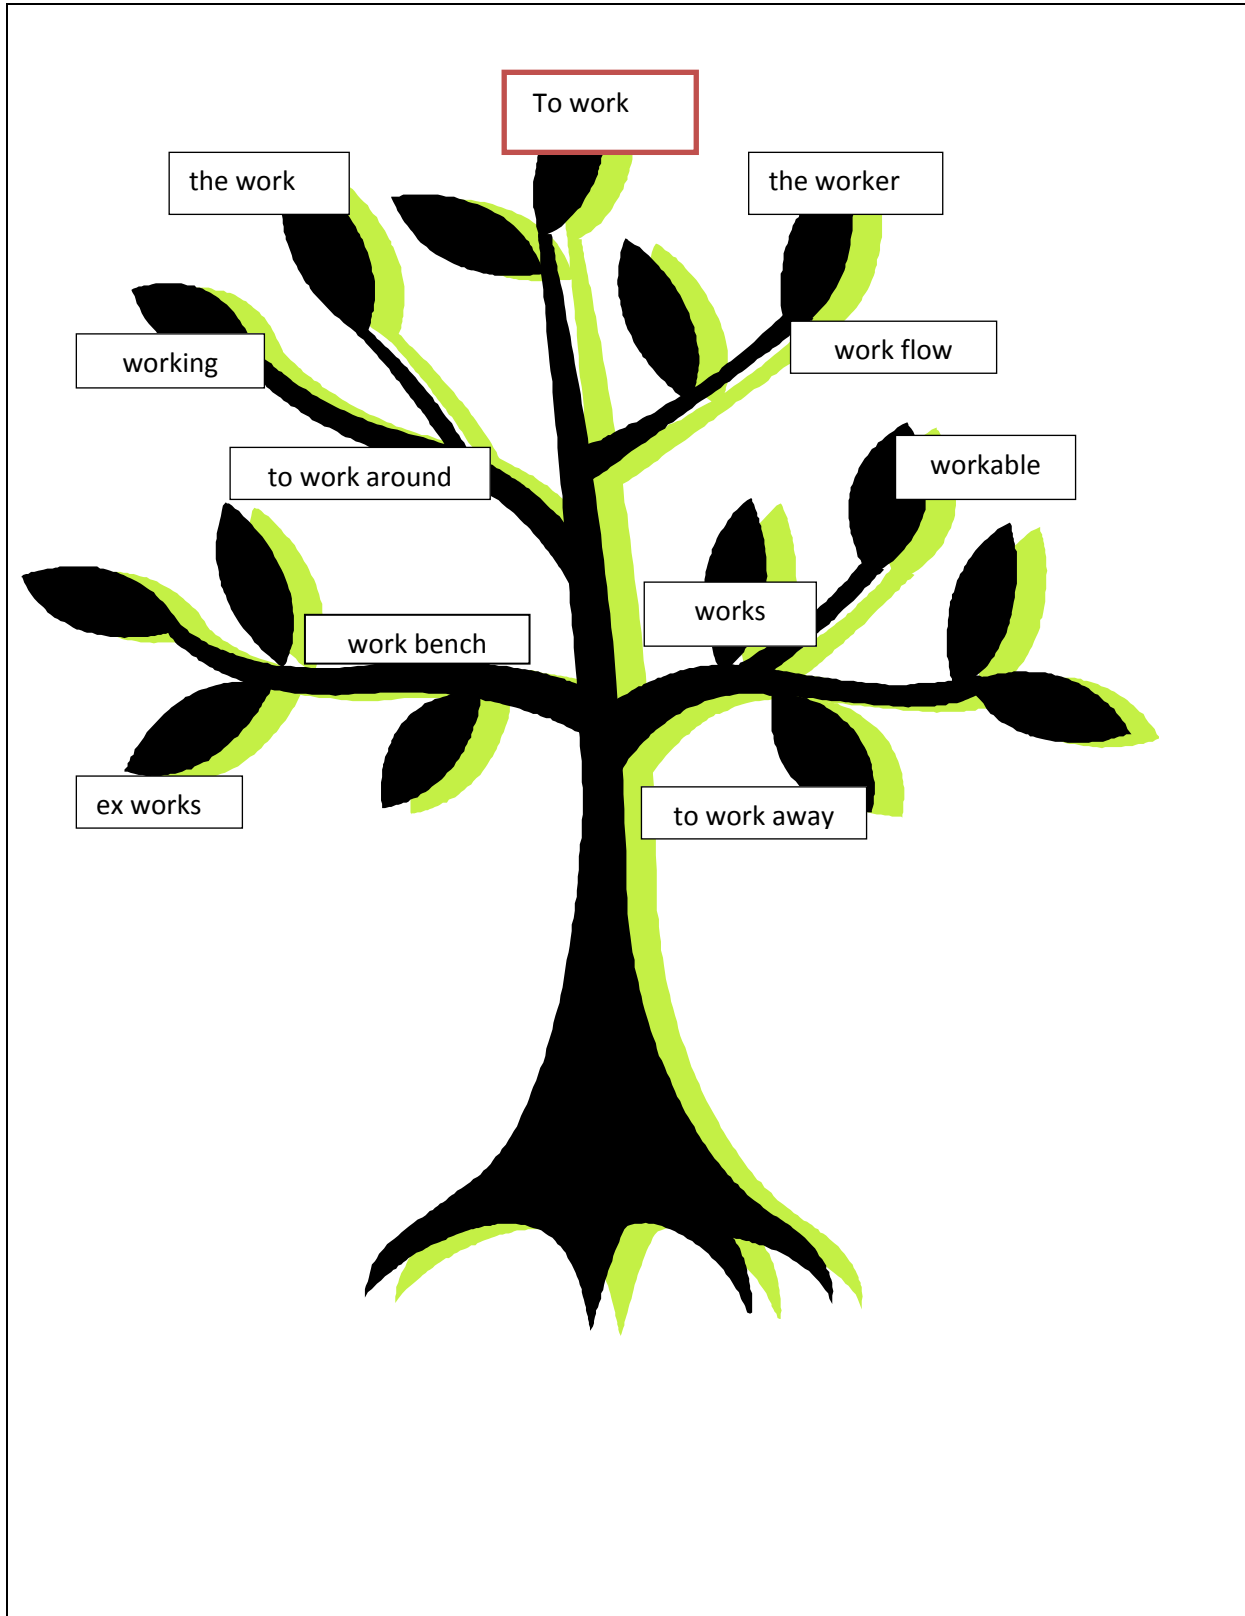 To work
the work
the worker
working
work flow
to work around
workable
works
work bench
ex works
to work away